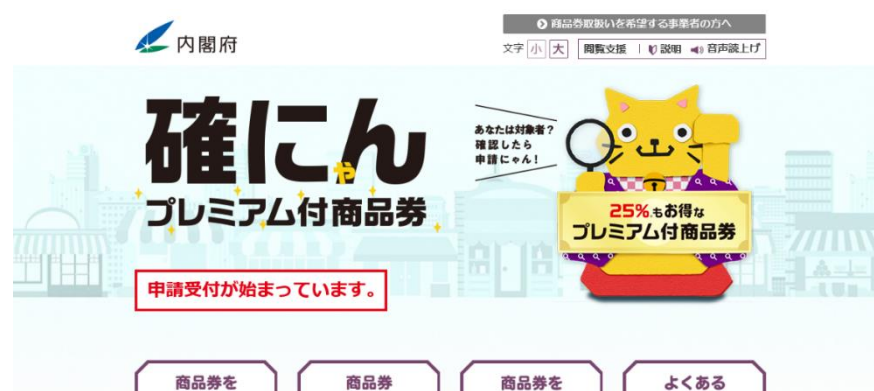 内閣府
商品券取扱いを希望する事業者の方へ
文字 小 大 閲覧支援 | 説明 音声読上げ
確にゃん
プレミアム付商品券
あなたは対象者?
確認したら
申請にゃん!
25%もお得な
プレミアム付商品券
申請受付が始まっています。
商品券を
商品券
商品券を
よくある